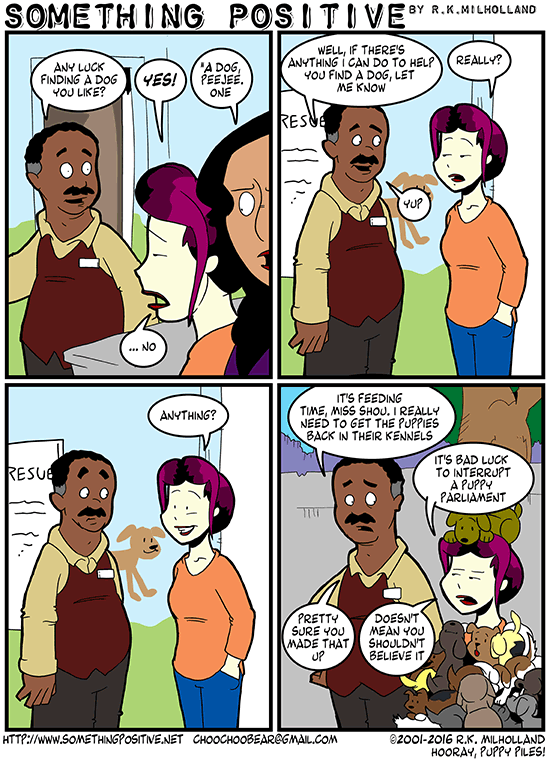 SOMETHING POSITIVE
BY R.K.MILHOLLAND
ANY LUCK
FINDING A DOG
YOU LIKE?
YES!
"A DOG,
PEEJEE.
ONE
... NO
WELL, IF THERE'S
ANYTHING I CAN DO TO HELP
YOU FIND A DOG, LET
ME KNOW
REALLY?
RESUE
YUP?
ANYTHING?
RESUE
IT'S FEEDING
TIME, MISS SHOU. I REALLY
NEED TO GET THE PUPPIES
BACK IN THEIR KENNELS
IT'S BAD LUCK
TO INTERRUPT
A PUPPY
PARLIAMENT
PRETTY
SURE YOU
MADE THAT
UP
DOESN'T
MEAN YOU
SHOULDN'T
BELIEVE IT
HTTP://WWW.SOMETHINGPOSITIVE.NET CHOOCHOOBEAR@GMAIL.COM
©2001-2016 R.K. MILHOLLAND
HOORAY, PUPPY PILES!